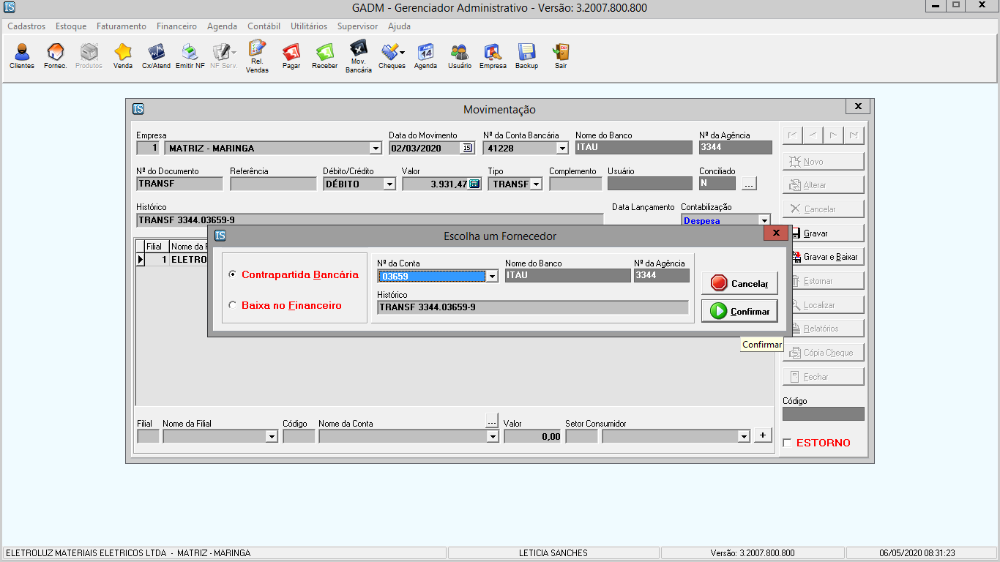 IS GADM - Gerenciador Administrativo - Versão: 3.2007.800.800
Cadastros Estoque Faturamento Financeiro Agenda Contábil Utilitários Supervisor Ajuda
Clientes Fornec. Produtos Venda Cx/Atend Emitir NF NF Serv. Rel. Vendas Pagar Receber Mov. Bancária Cheques Agenda Usuário Empresa Backup Sair
IS Movimentação
Empresa Data do Movimento Nº da Conta Bancária Nome do Banco Nº da Agência
1 MATRIZ - MARINGA 02/03/2020 15 41228 ITAU 3344
Nº do Documento Referência Débito/Crédito Valor Tipo Complemento Usuário Conciliado
TRANSF DÉBITO 3.931,47 TRANSF N ...
Histórico Data Lançamento Contabilização
TRANSF 3344.03659-9 Despesa
Filial Nome da F
1 ELETRO
Novo
Alterar
Cancelar
Gravar
Gravar e Baixar
Estornar
Localizar
Relatórios
Cópia Cheque
Fechar
Código
ESTORNO
IS Escolha um Fornecedor
Contrapartida Bancária
Baixa no Financeiro
Nº da Conta Nome do Banco Nº da Agência
03659 ITAU 3344
Histórico
TRANSF 3344.03659-9
Cancelar
Confirmar
Confirmar
Filial Nome da Filial Código Nome da Conta ... Valor Setor Consumidor
0,00 +
ELETROLUZ MATERIAIS ELETRICOS LTDA - MATRIZ - MARINGA LETICIA SANCHES Versão: 3.2007.800.800 06/05/2020 08:31:23